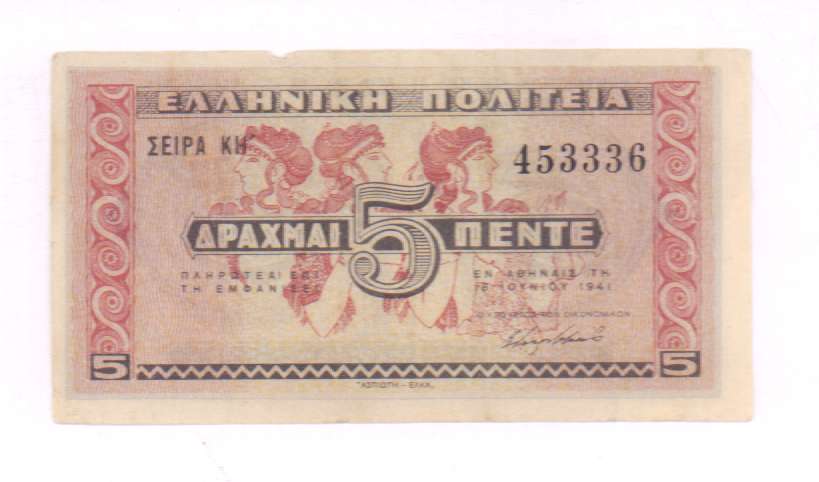 ΕΛΛΗΝΙΚΗ ΠΟΛΙΤΕΙΑ
ΣΕΙΡΑ ΚΗ 453336
ΔΡΑΧΜΑΙ 5 ΠΕΝΤΕ
ΠΛΗΡΩΤΕΑΙ ΕΠΙ
ΤΗ ΕΜΦΑΝΙΣΕΙ
ΕΝ ΑΘΗΝΑΙΣ ΤΗ
18 ΙΟΥΝΙΟΥ 1941
Ο ΥΠΟΥΡΓΟΣ ΤΩΝ ΟΙΚΟΝΟΜΙΚΩΝ
5 5
"ΑΣΠΙΩΤΗ - ΕΛΚΑ"